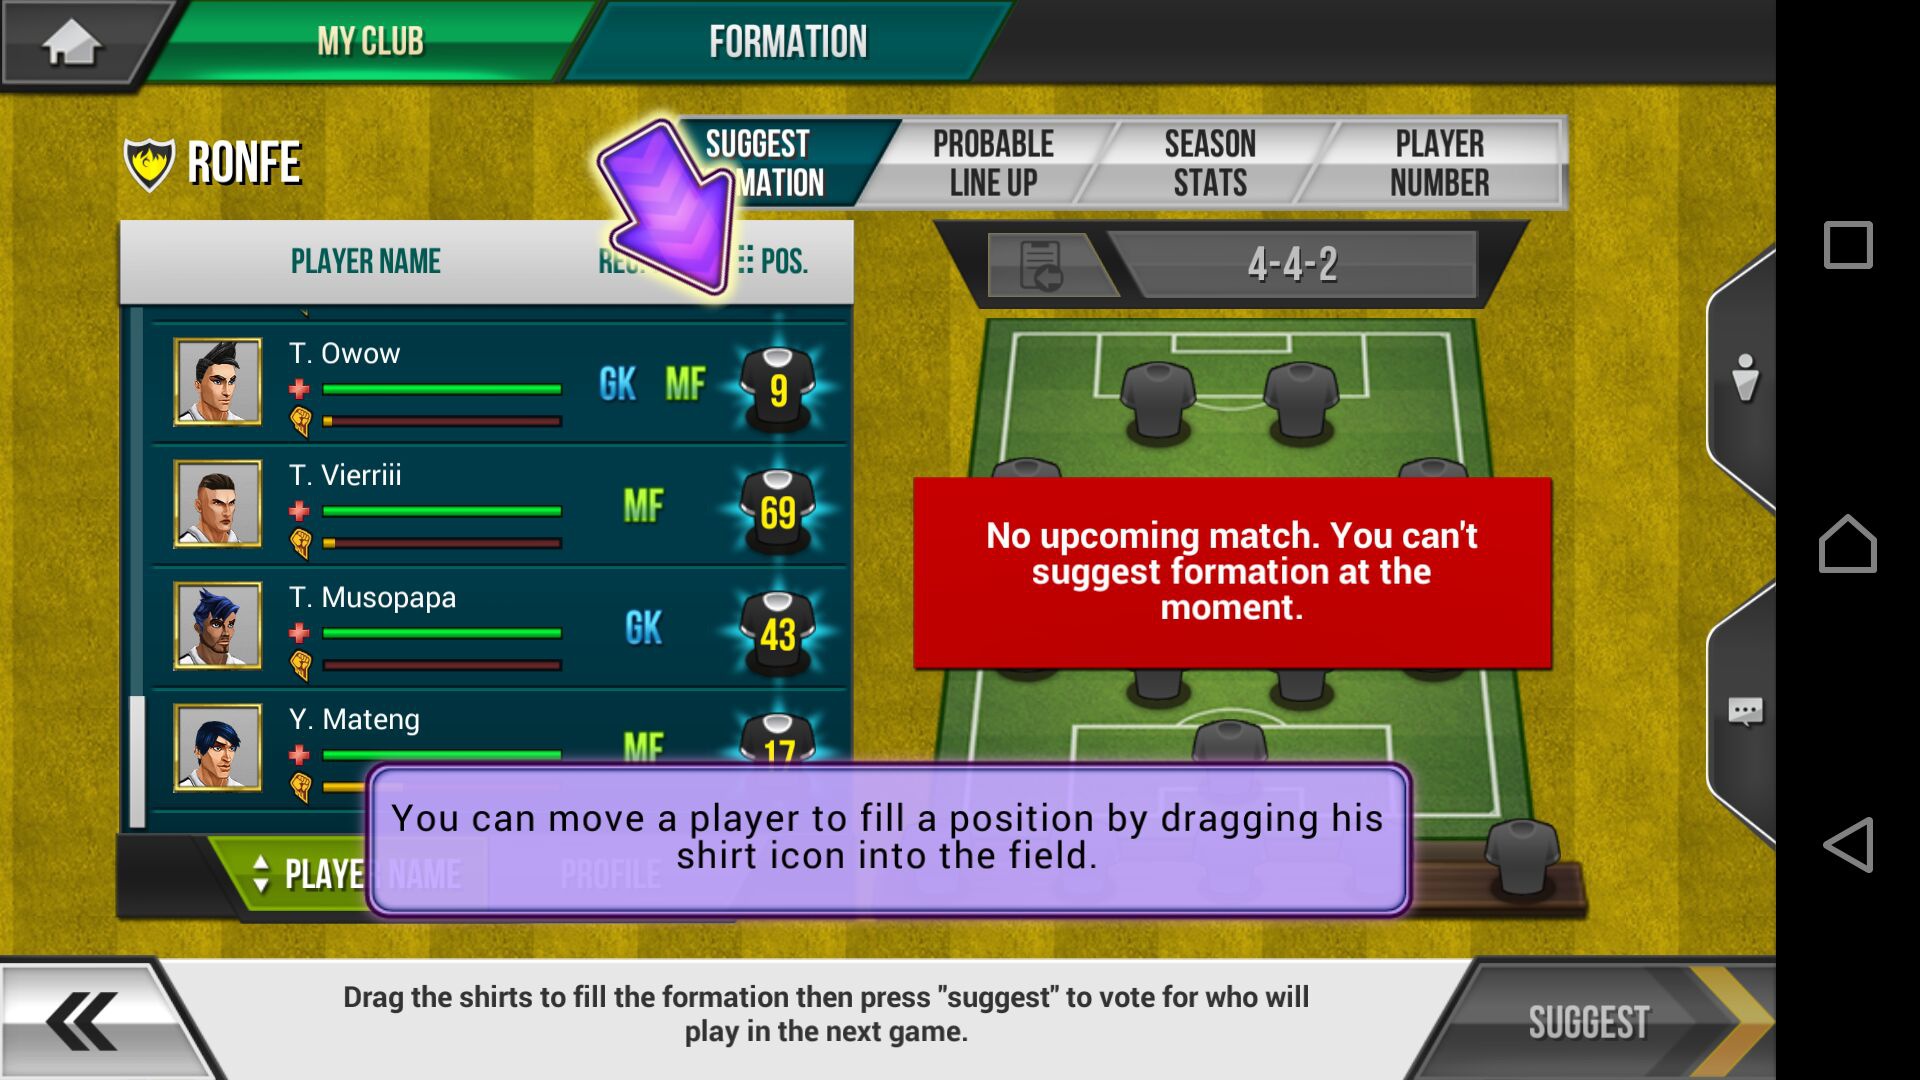 MY CLUB
FORMATION
RONFE
SUGGEST
MATION
PROBABLE
LINE UP
SEASON
STATS
PLAYER
NUMBER
PLAYER NAME
POS.
4-4-2
T. Owow
GK MF
9
T. Vierriii
MF
69
T. Musopapa
GK
43
Y. Mateng
MF
17
No upcoming match. You can't
suggest formation at the
moment.
You can move a player to fill a position by dragging his
shirt icon into the field.
PLAYER NAME
PROFILE
Drag the shirts to fill the formation then press "suggest" to vote for who will
play in the next game.
SUGGEST